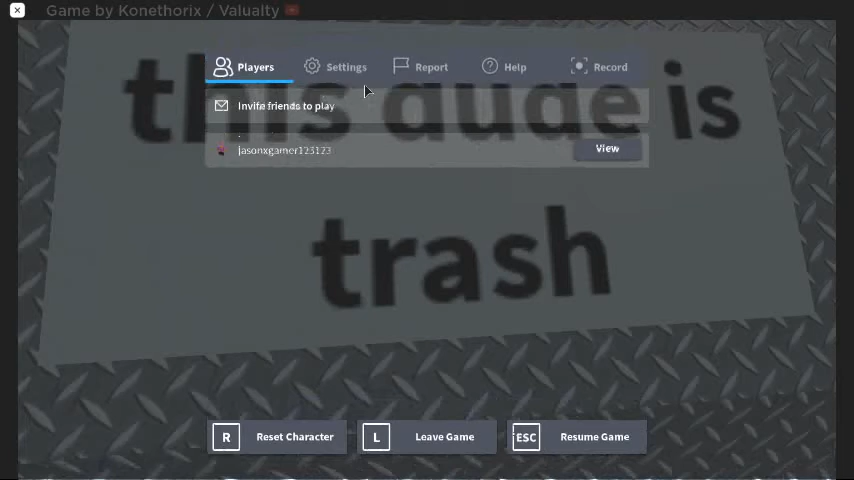 Game by Konethorix / Valualty
Players Settings Report Help Record
this dude is
Invite friends to play
jasonxgamer123123 View
trash
R Reset Character L Leave Game ESC Resume Game